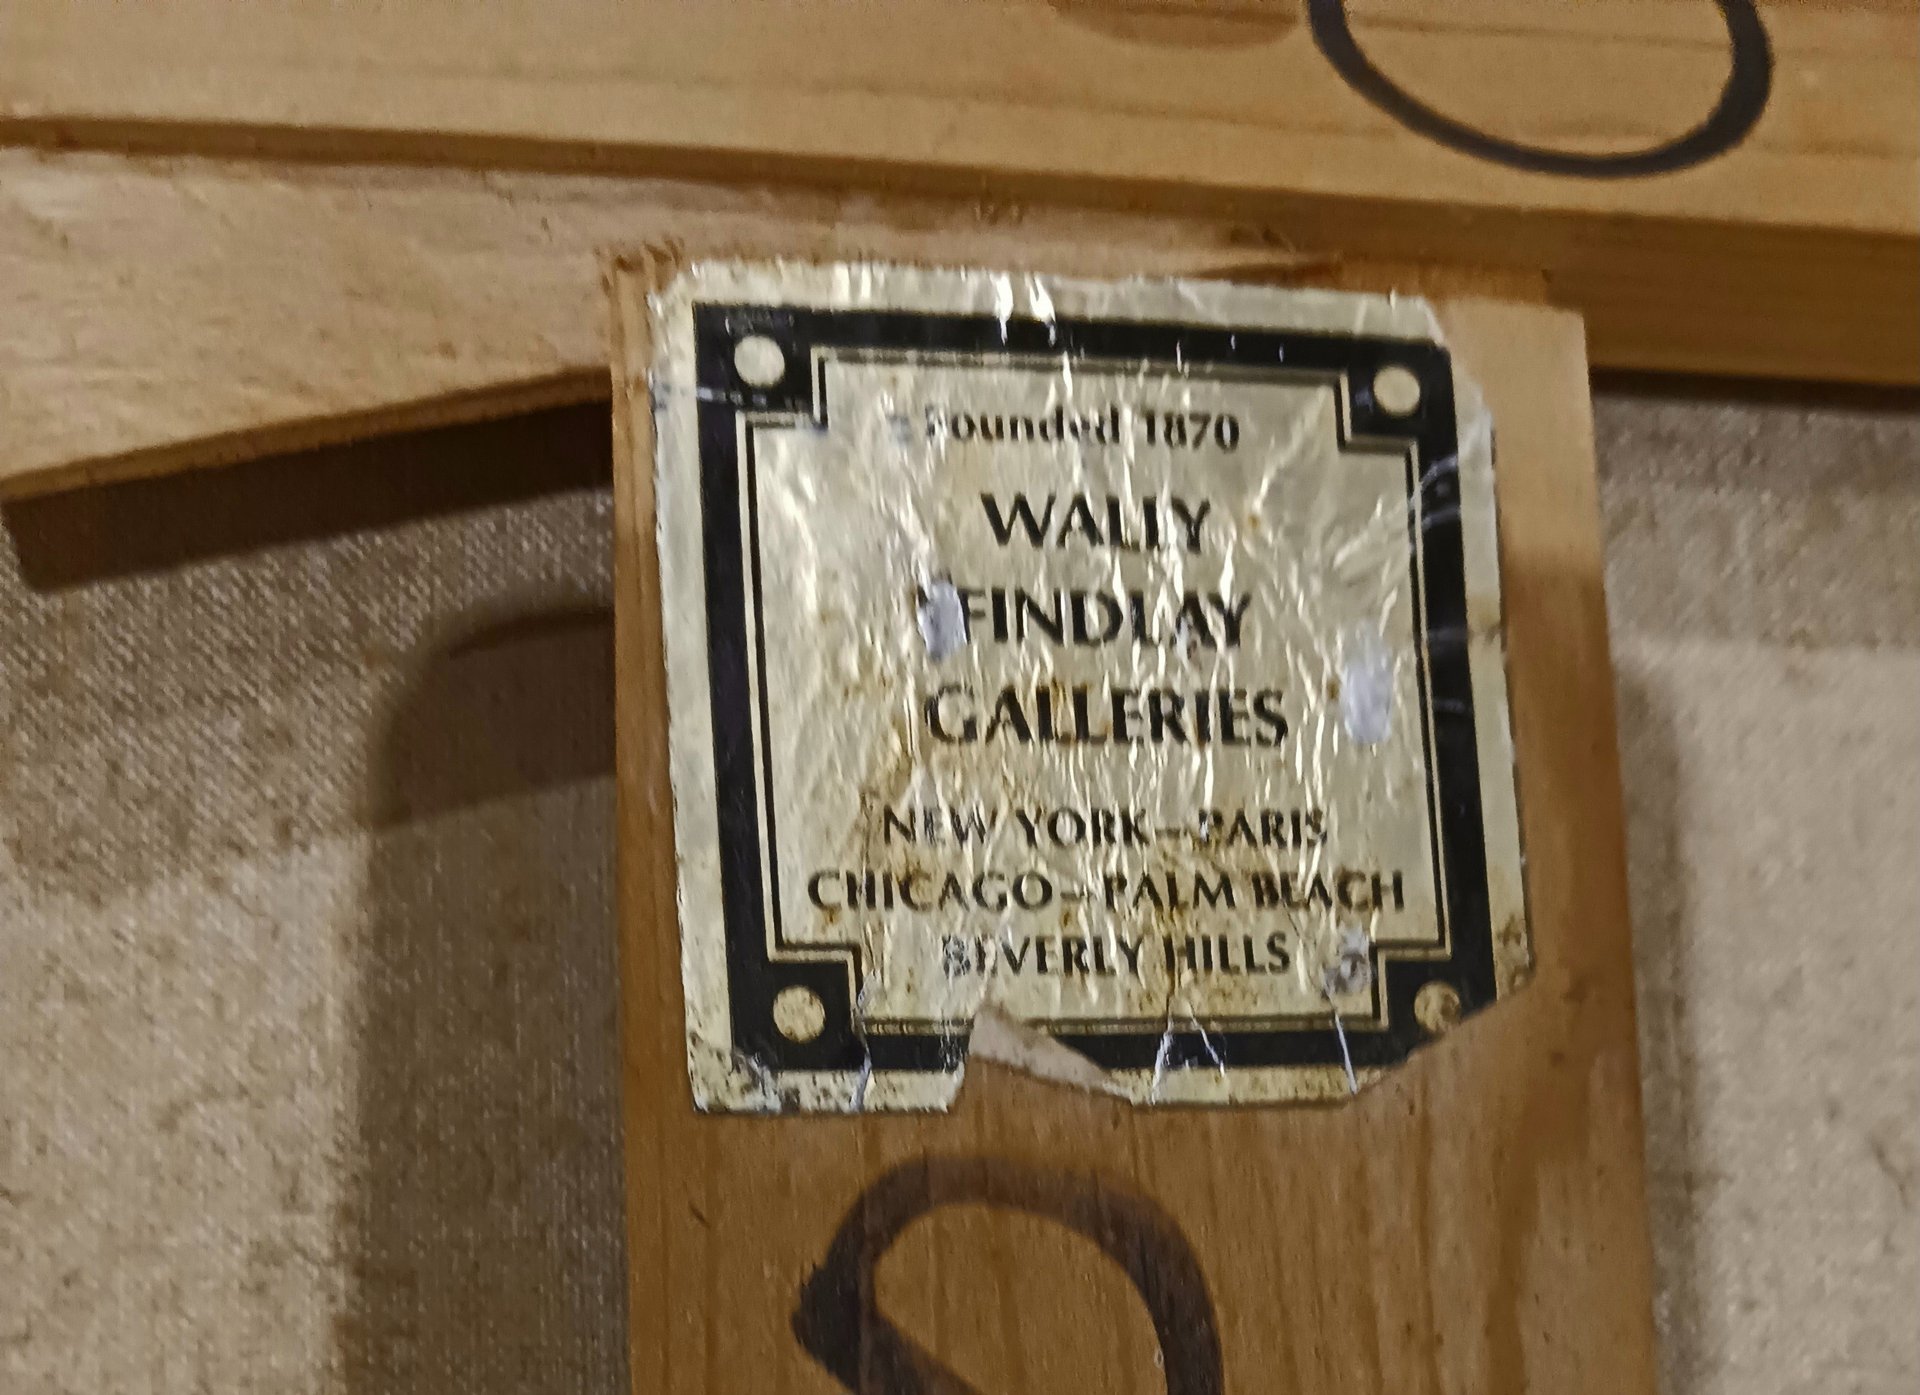 Founded 1870
WALLY
FINDLAY
GALLERIES
NEW YORK – PARIS
CHICAGO – PALM BEACH
BEVERLY HILLS